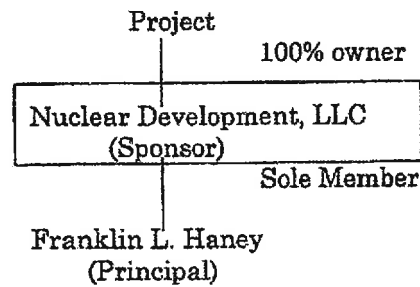 Project
100% owner
Nuclear Development, LLC
(Sponsor)
Sole Member
Franklin L. Haney
(Principal)